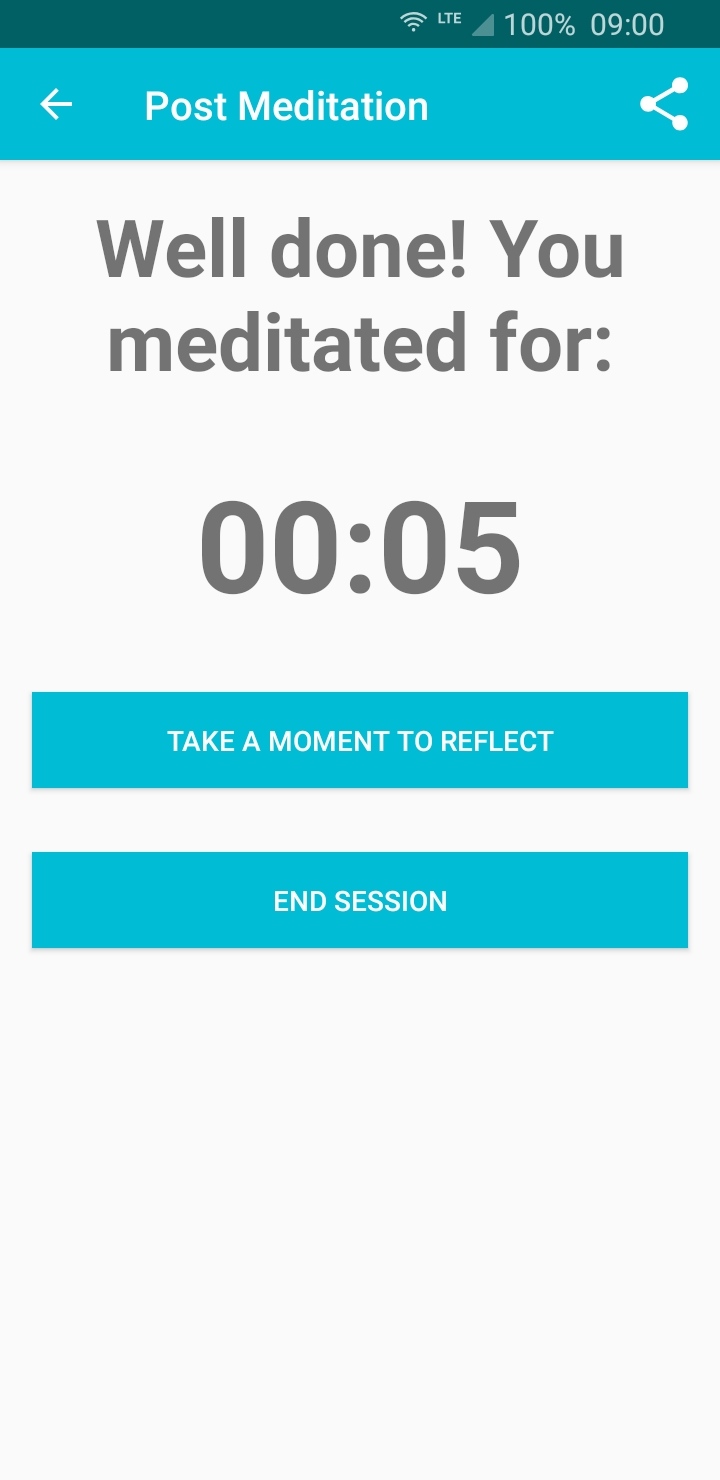 LTE 100% 09:00
Post Meditation
Well done! You
meditated for:
00:05
TAKE A MOMENT TO REFLECT
END SESSION